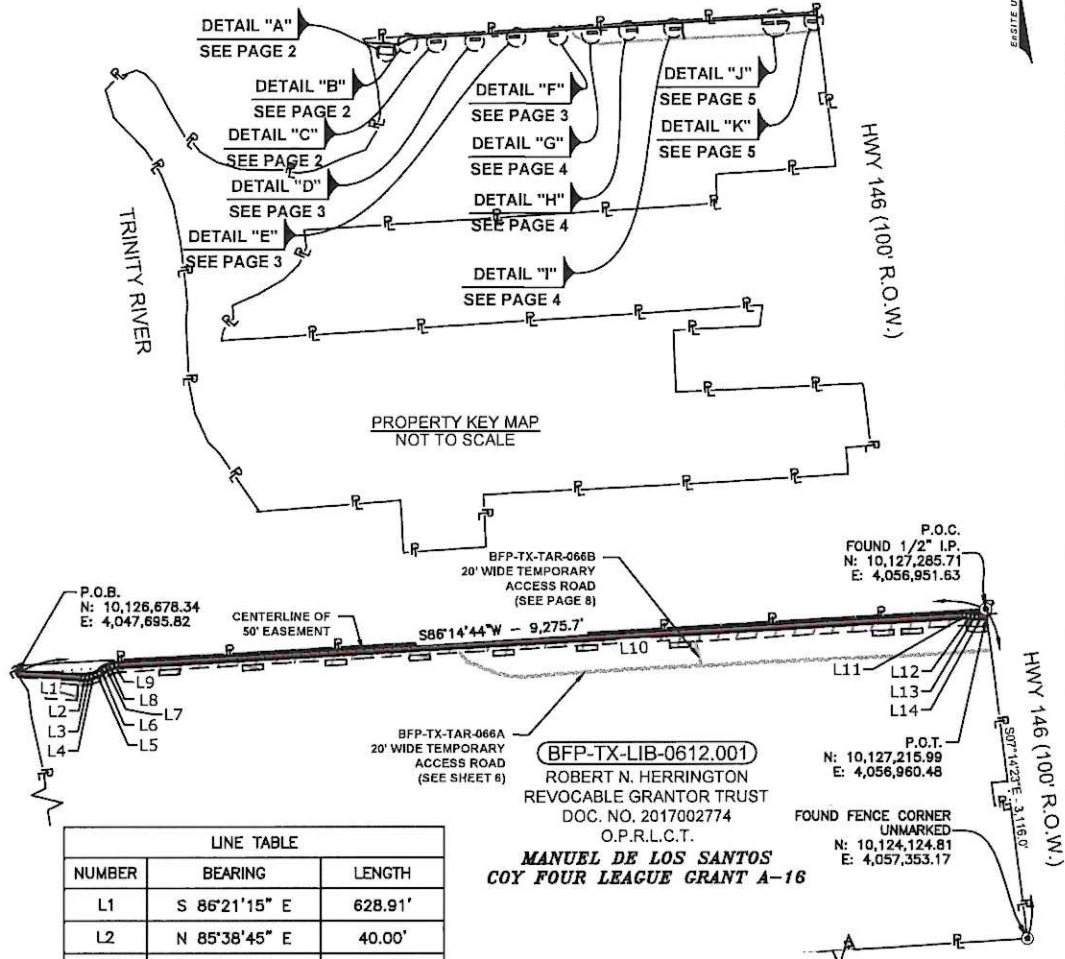 DETAIL "A"
SEE PAGE 2
DETAIL "B"
SEE PAGE 2
DETAIL "C"
SEE PAGE 2
DETAIL "D"
SEE PAGE 3
DETAIL "E"
SEE PAGE 3
DETAIL "F"
SEE PAGE 3
DETAIL "G"
SEE PAGE 4
DETAIL "H"
SEE PAGE 4
DETAIL "I"
SEE PAGE 4
DETAIL "J"
SEE PAGE 5
DETAIL "K"
SEE PAGE 5
HWY 146 (100' R.O.W.)
TRINITY RIVER
PROPERTY KEY MAP
NOT TO SCALE
P.O.B.
N: 10,126,678.34
E: 4,047,695.82
CENTERLINE OF
50' EASEMENT
BFP-TX-TAR-066B
20' WIDE TEMPORARY
ACCESS ROAD
(SEE PAGE 8)
P.O.C.
FOUND 1/2" I.P.
N: 10,127,285.71
E: 4,056,951.63
S86°14'44"W - 9,275.7'
L1
L2
L3
L4
L5
L6
L7
L8
L9
L10
L11
L12
L13
L14
BFP-TX-TAR-066A
20' WIDE TEMPORARY
ACCESS ROAD
(SEE SHEET 6)
BFP-TX-LIB-0612.001
ROBERT N. HERRINGTON
REVOCABLE GRANTOR TRUST
DOC. NO. 2017002774
O.P.R.L.C.T.
MANUEL DE LOS SANTOS
COY FOUR LEAGUE GRANT A-16
P.O.T.
N: 10,127,215.99
E: 4,056,960.48
S07°14'23"E - 3,116.0'
HWY 146 (100' R.O.W.)
FOUND FENCE CORNER
UNMARKED
N: 10,124,124.81
E: 4,057,353.17
LINE TABLE
NUMBER BEARING LENGTH
L1 S 86°21'15" E 628.91'
L2 N 85°38'45" E 40.00'